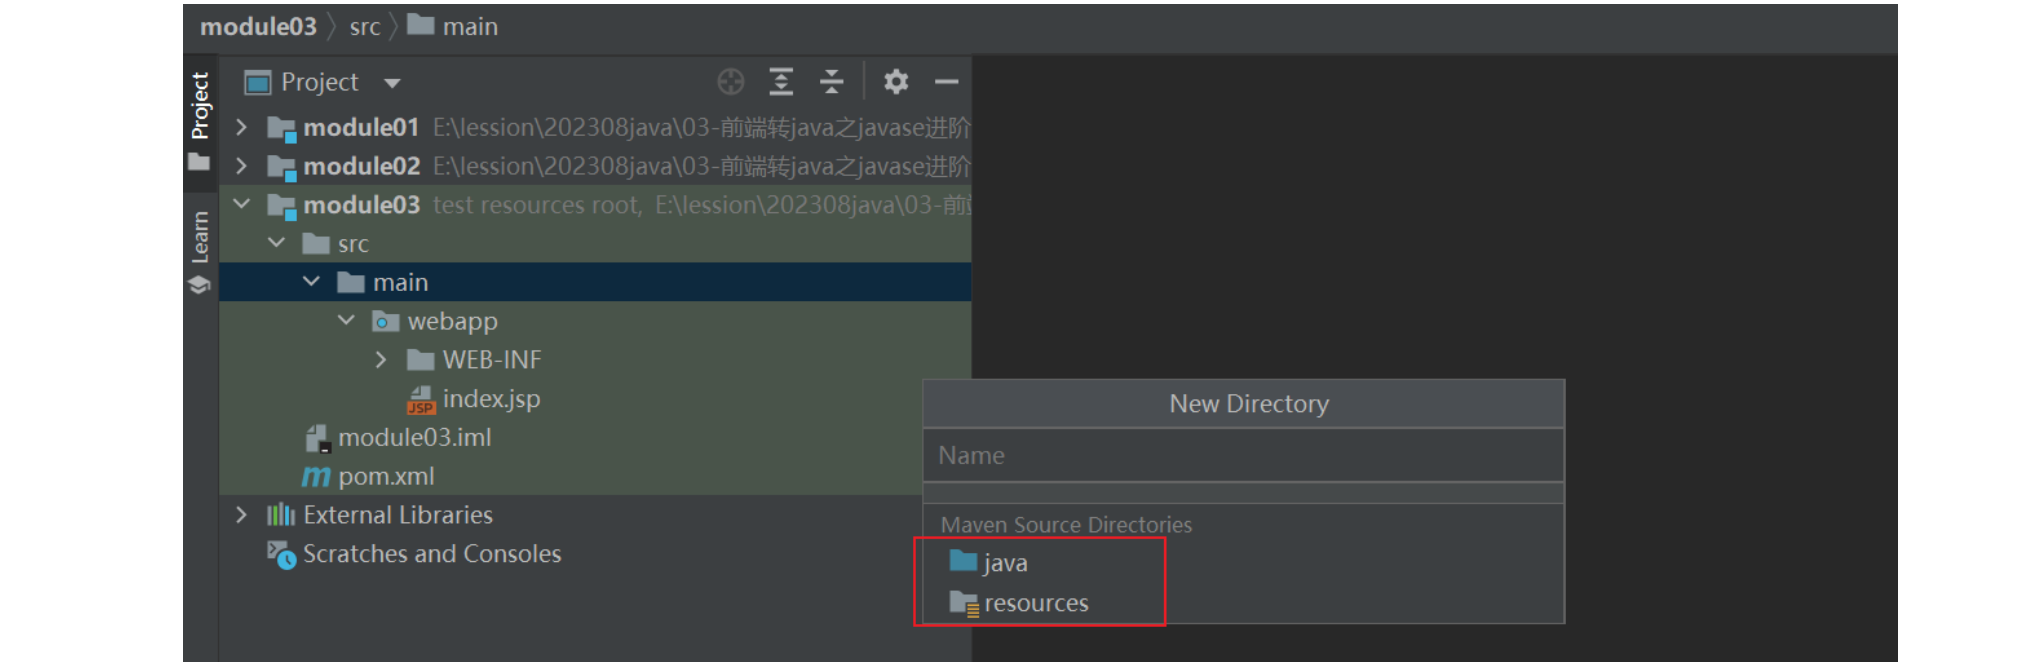 module03 src main
Project
Project
Learn
module01 E:\lession\202308java\03-前端转java之javase进阶
module02 E:\lession\202308java\03-前端转java之javase进阶
module03 test resources root, E:\lession\202308java\03-前
src
main
webapp
WEB-INF
JSP index.jsp
module03.iml
m pom.xml
External Libraries
Scratches and Consoles
New Directory
Name
Maven Source Directories
java
resources